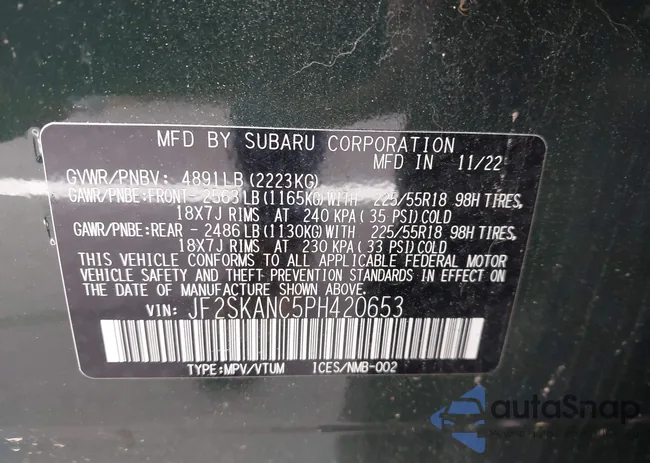 MFD BY SUBARU CORPORATION
MFD IN 11/22
GVWR/PNBV: 4891LB (2223KG)
GAWR/PNBE:FRONT- 2563LB (1165KG)WITH 225/55R18 98H TIRES,
18X7J RIMS AT 240 KPA ( 35 PSI) COLD
GAWR/PNBE:REAR - 2486LB (1130KG)WITH 225/55R18 98H TIRES,
18X7J RIMS AT 230 KPA ( 33 PSI) COLD
THIS VEHICLE CONFORMS TO ALL APPLICABLE FEDERAL MOTOR
VEHICLE SAFETY AND THEFT PREVENTION STANDARDS IN EFFECT ON
THE DATE OF MANUFACTURE SHOWN ABOVE.
VIN: JF2SKANC5PH420653
TYPE:MPV/VTUM ICES/NMB-002
autoSnap